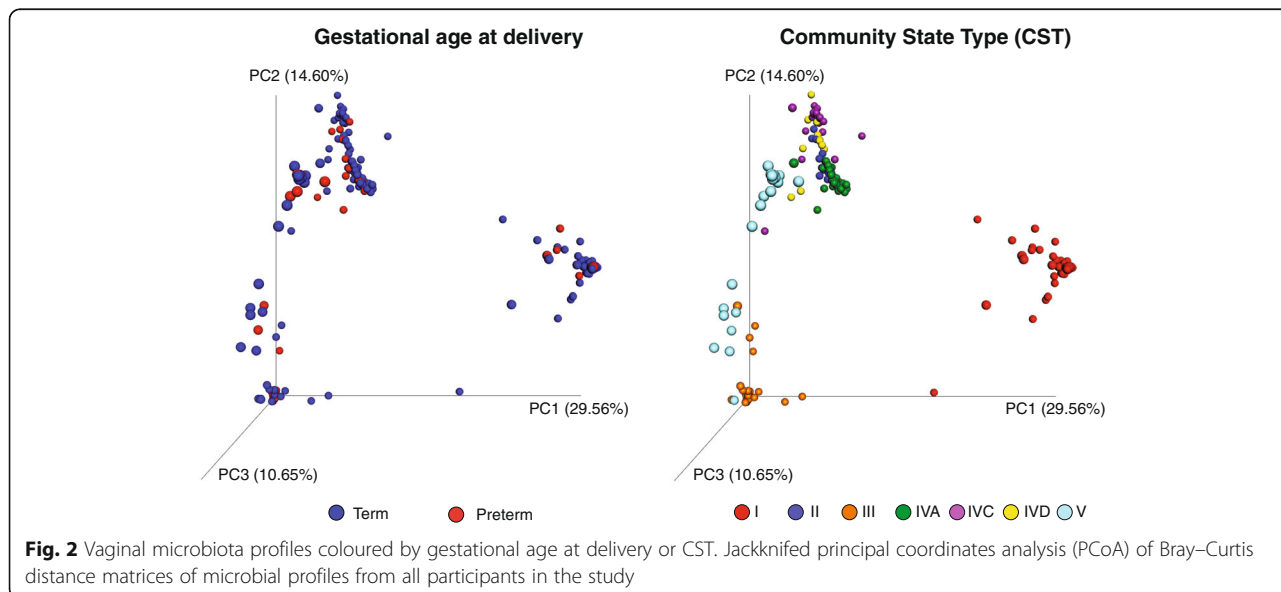 Gestational age at delivery
PC2 (14.60%)
PC1 (29.56%)
PC3 (10.65%)
Term Preterm
Community State Type (CST)
PC2 (14.60%)
PC1 (29.56%)
PC3 (10.65%)
I II III IVA IVC IVD V
Fig. 2 Vaginal microbiota profiles coloured by gestational age at delivery or CST. Jackknifed principal coordinates analysis (PCoA) of Bray–Curtis
distance matrices of microbial profiles from all participants in the study